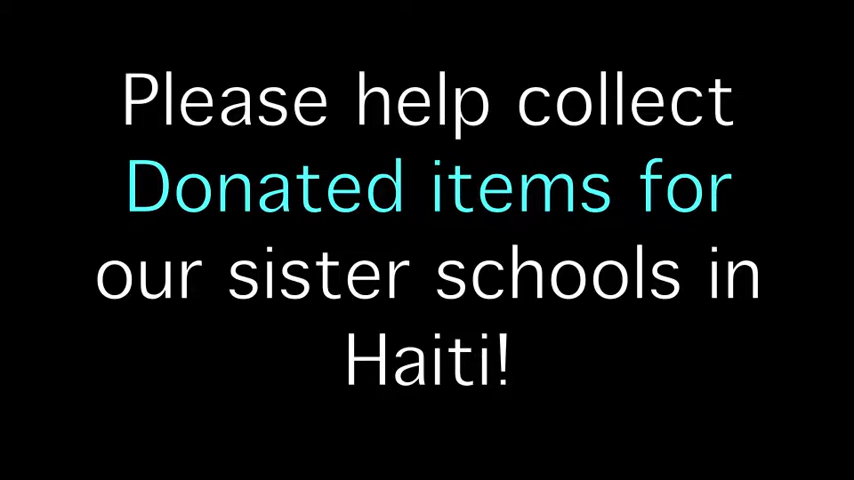 Please help collect
Donated items for
our sister schools in
Haiti!